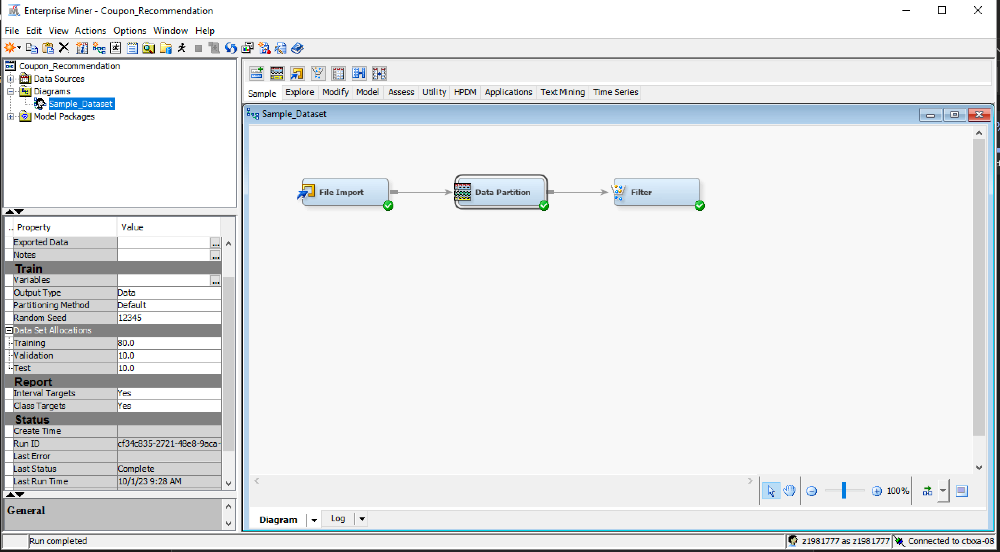 Enterprise Miner - Coupon_Recommendation
File Edit View Actions Options Window Help
Coupon_Recommendation
Data Sources
Diagrams
Sample_Dataset
Model Packages
Sample Explore Modify Model Assess Utility HPDM Applications Text Mining Time Series
Sample_Dataset
File Import
Data Partition
Filter
.. Property Value
Exported Data ...
Notes ...
Train
Variables ...
Output Type Data
Partitioning Method Default
Random Seed 12345
Data Set Allocations
Training 80.0
Validation 10.0
Test 10.0
Report
Interval Targets Yes
Class Targets Yes
Status
Create Time
Run ID cf34c835-2721-48e8-9aca-
Last Error
Last Status Complete
Last Run Time 10/1/23 9:28 AM
General
100%
Diagram Log
Run completed
z1981777 as z1981777
Connected to ctxxa-08